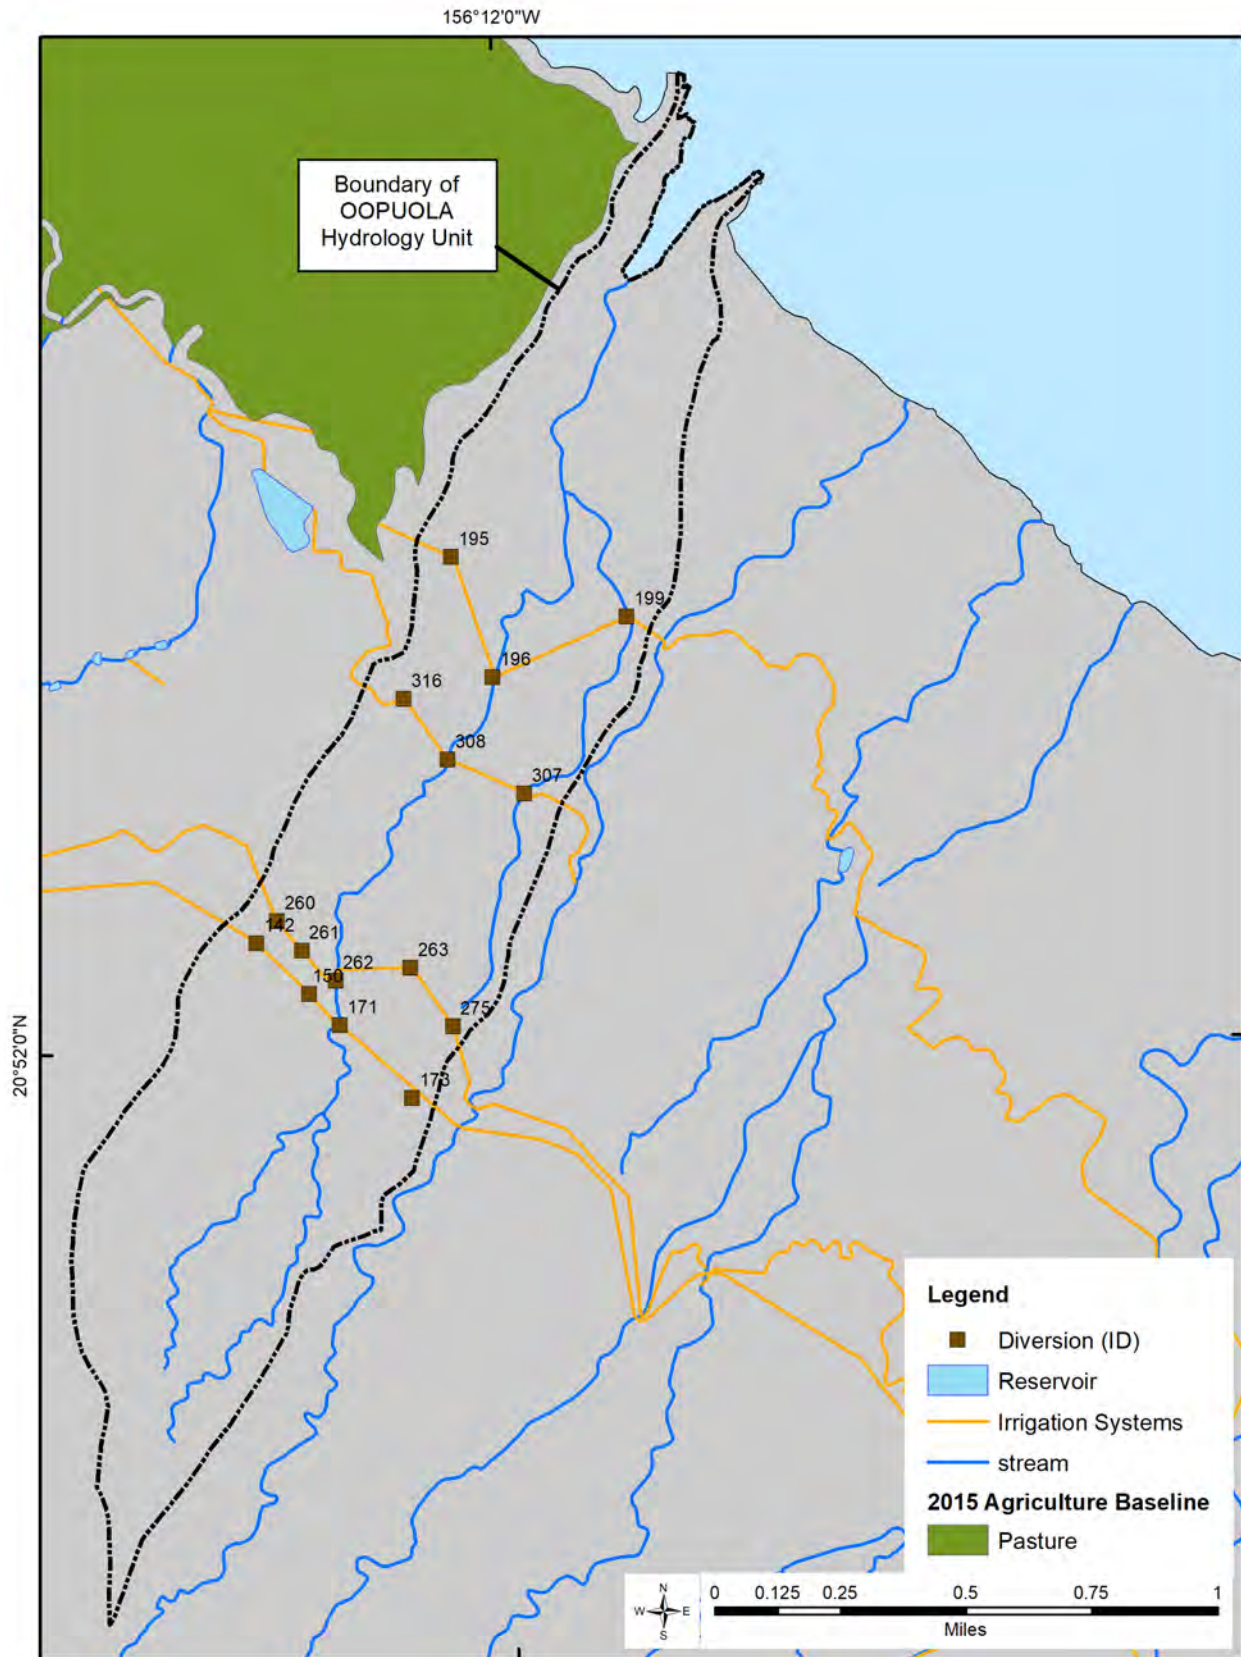 156°12'0"W
Boundary of
OOPUOLA
Hydrology Unit
195
199
196
316
308
307
260
142
261
263
262
150
171
275
20°52'0"N
173
Legend
Diversion (ID)
Reservoir
Irrigation Systems
stream
2015 Agriculture Baseline
Pasture
N
W E
S
0 0.125 0.25 0.5 0.75 1
Miles